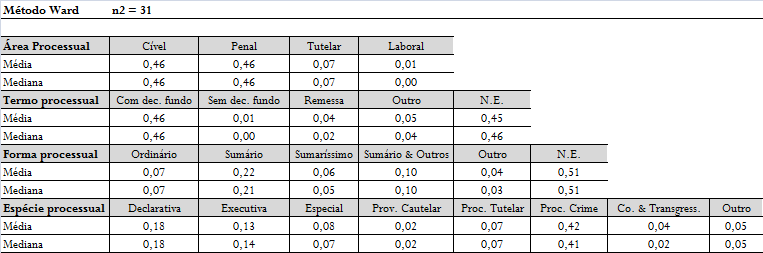 Método Ward n2 = 31
Área Processual Cível Penal Tutelar Laboral
Média 0,46 0,46 0,07 0,01
Mediana 0,46 0,46 0,07 0,00
Termo processual Com dec. fundo Sem dec. fundo Remessa Outro N.E.
Média 0,46 0,01 0,04 0,05 0,45
Mediana 0,46 0,00 0,02 0,04 0,46
Forma processual Ordinário Sumário Sumaríssimo Sumário & Outros Outro N.E.
Média 0,07 0,22 0,06 0,10 0,04 0,51
Mediana 0,07 0,21 0,05 0,10 0,03 0,51
Espécie processual Declarativa Executiva Especial Prov. Cautelar Proc. Tutelar Proc. Crime Co. & Transgress. Outro
Média 0,18 0,13 0,08 0,02 0,07 0,42 0,04 0,05
Mediana 0,18 0,14 0,07 0,02 0,07 0,41 0,02 0,05